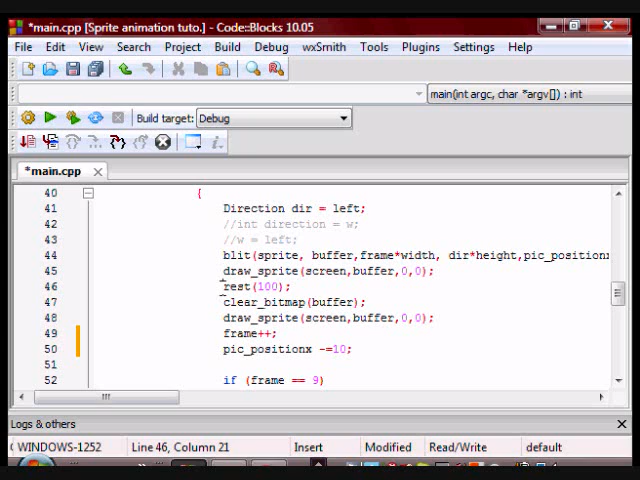 *main.cpp [Sprite animation tuto.] - Code::Blocks 10.05
File Edit View Search Project Build Debug wxSmith Tools Plugins Settings Help
main(int argc, char *argv[]) : int
Build target: Debug
*main.cpp
40 {
41 Direction dir = left;
42 //int direction = w;
43 //w = left;
44 blit(sprite, buffer,frame*width, dir*height,pic_positionx
45 draw_sprite(screen,buffer,0,0);
46 rest(100);
47 clear_bitmap(buffer);
48 draw_sprite(screen,buffer,0,0);
49 frame++;
50 pic_positionx -=10;
51
52 if (frame == 9)
Logs & others
WINDOWS-1252 Line 46, Column 21 Insert Modified Read/Write default